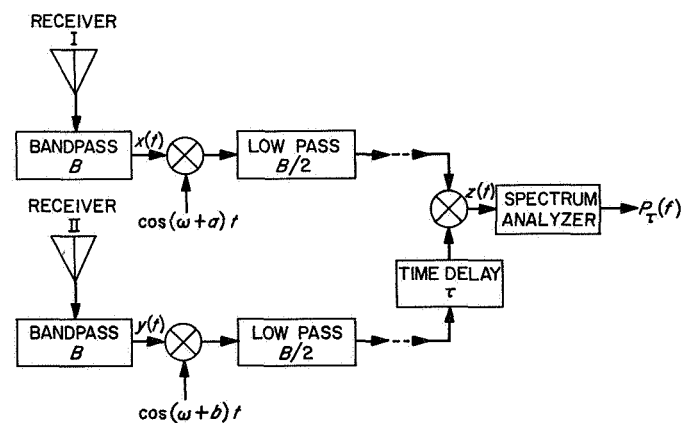 RECEIVER
I
BANDPASS
B
x(t)
LOW PASS
B/2
cos(ω+a) t
z(t)
SPECTRUM
ANALYZER
P_τ(f)
RECEIVER
II
TIME DELAY
τ
BANDPASS
B
y(t)
LOW PASS
B/2
cos(ω+b) t